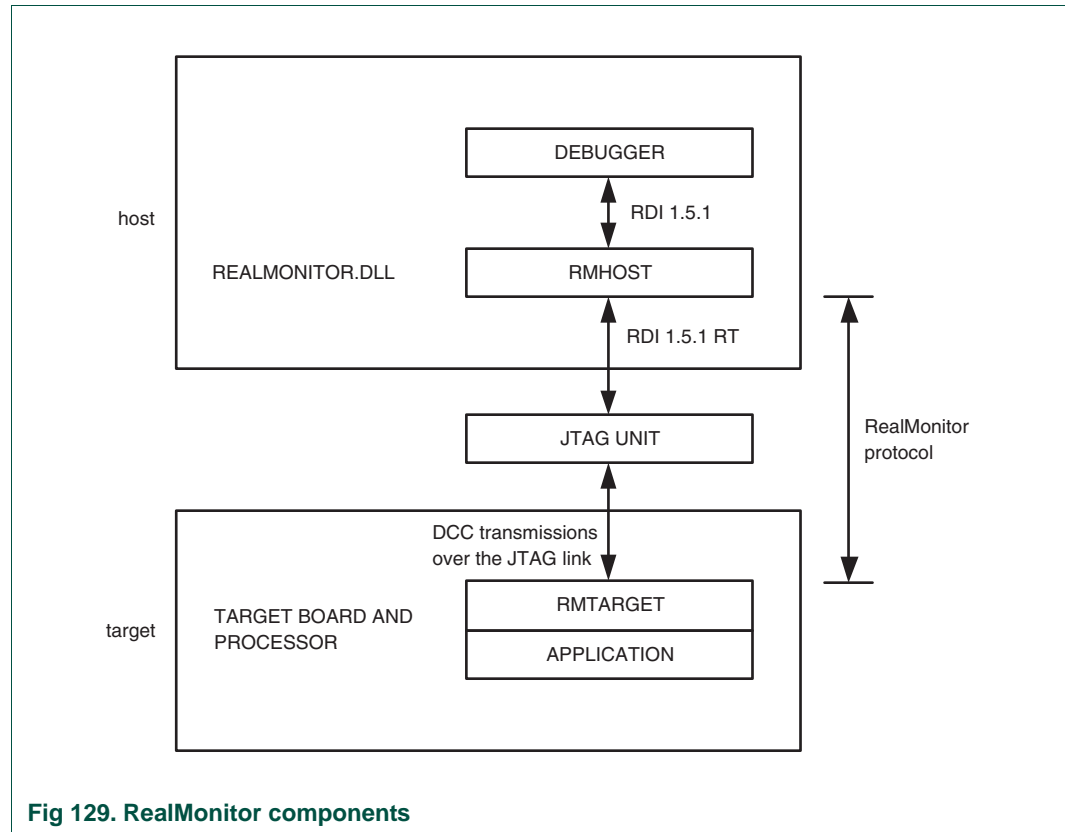 DEBUGGER
RDI 1.5.1
host
REALMONITOR.DLL
RMHOST
RDI 1.5.1 RT
JTAG UNIT
RealMonitor
protocol
DCC transmissions
over the JTAG link
target
TARGET BOARD AND
PROCESSOR
RMTARGET
APPLICATION
Fig 129. RealMonitor components